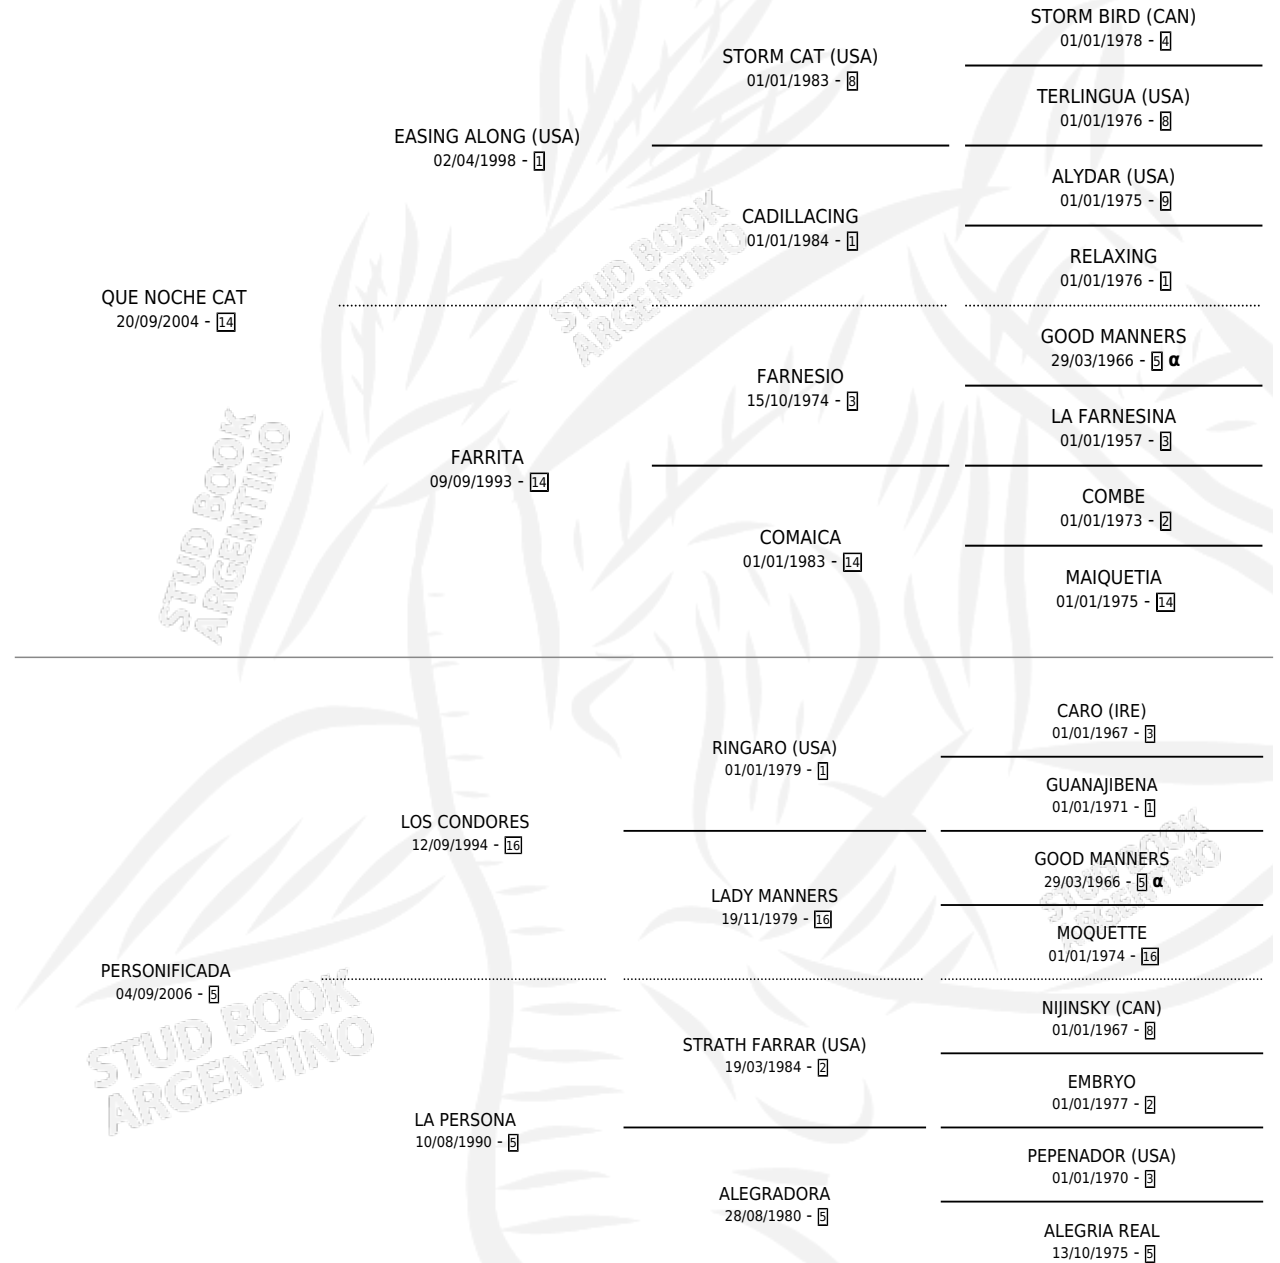 STORM BIRD (CAN)
01/01/1978 - 4
STORM CAT (USA)
01/01/1983 - 8
TERLINGUA (USA)
01/01/1976 - 8
EASING ALONG (USA)
02/04/1998 - 1
ALYDAR (USA)
01/01/1975 - 9
CADILLACING
01/01/1984 - 1
RELAXING
01/01/1976 - 1
QUE NOCHE CAT
20/09/2004 - 14
GOOD MANNERS
29/03/1966 - 5 α
FARNESIO
15/10/1974 - 3
LA FARNESINA
01/01/1957 - 3
FARRITA
09/09/1993 - 14
COMBE
01/01/1973 - 2
COMAICA
01/01/1983 - 14
MAIQUETIA
01/01/1975 - 14
CARO (IRE)
01/01/1967 - 3
RINGARO (USA)
01/01/1979 - 1
GUANAJIBENA
01/01/1971 - 1
LOS CONDORES
12/09/1994 - 16
GOOD MANNERS
29/03/1966 - 5 α
LADY MANNERS
19/11/1979 - 16
MOQUETTE
01/01/1974 - 16
PERSONIFICADA
04/09/2006 - 5
NIJINSKY (CAN)
01/01/1967 - 8
STRATH FARRAR (USA)
19/03/1984 - 2
EMBRYO
01/01/1977 - 2
LA PERSONA
10/08/1990 - 5
PEPENADOR (USA)
01/01/1970 - 3
ALEGRADORA
28/08/1980 - 5
ALEGRIA REAL
13/10/1975 - 5
STUD BOOK
ARGENTINO
STUD BOOK
ARGENTINO
STUD BOOK
ARGENTINO
STUD BOOK
ARGENTINO